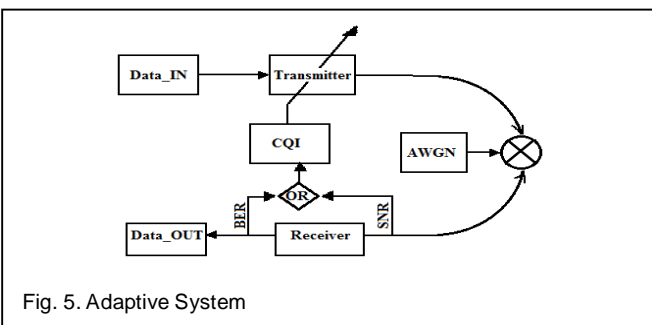 Data_IN
Transmitter
CQI
AWGN
OR
BER
SNR
Data_OUT
Receiver
Fig. 5. Adaptive System